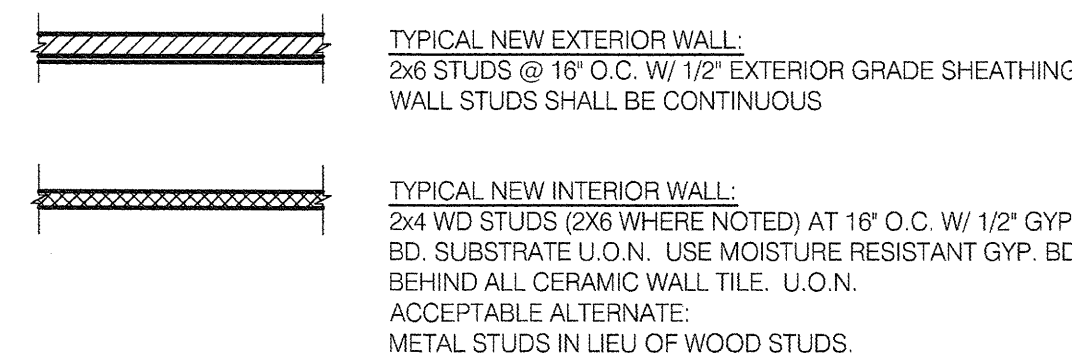 TYPICAL NEW EXTERIOR WALL:
2x6 STUDS @ 16" O.C. W/ 1/2" EXTERIOR GRADE SHEATHING
WALL STUDS SHALL BE CONTINUOUS
TYPICAL NEW INTERIOR WALL:
2x4 WD STUDS (2X6 WHERE NOTED) AT 16" O.C. W/ 1/2" GYP
BD. SUBSTRATE U.O.N. USE MOISTURE RESISTANT GYP. BD
BEHIND ALL CERAMIC WALL TILE. U.O.N.
ACCEPTABLE ALTERNATE:
METAL STUDS IN LIEU OF WOOD STUDS.